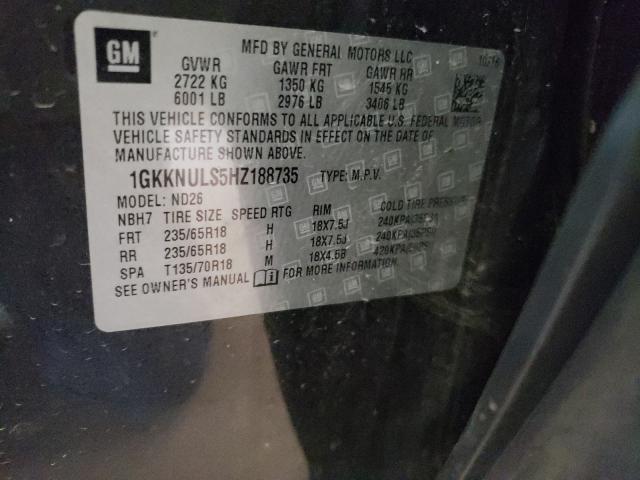 GM
MFD BY GENERAL MOTORS LLC
GVWR GAWR FRT GAWR RR
2722 KG 1350 KG 1545 KG
6001 LB 2976 LB 3406 LB
THIS VEHICLE CONFORMS TO ALL APPLICABLE U.S. FEDERAL MOTOR
VEHICLE SAFETY STANDARDS IN EFFECT ON THE DATE OF
MANUFACTURE SHOWN ABOVE.
1GKKNULS5HZ188735 TYPE: M.P.V.
MODEL: ND26
NBH7 TIRE SIZE SPEED RTG RIM COLD TIRE PRESSURE
FRT 235/65R18 H 18X7.5J 240KPA/35PSI
RR 235/65R18 H 18X7.5J 240KPA/35PSI
SPA T135/70R18 M 18X4.5B 420KPA
SEE OWNER'S MANUAL FOR MORE INFORMATION